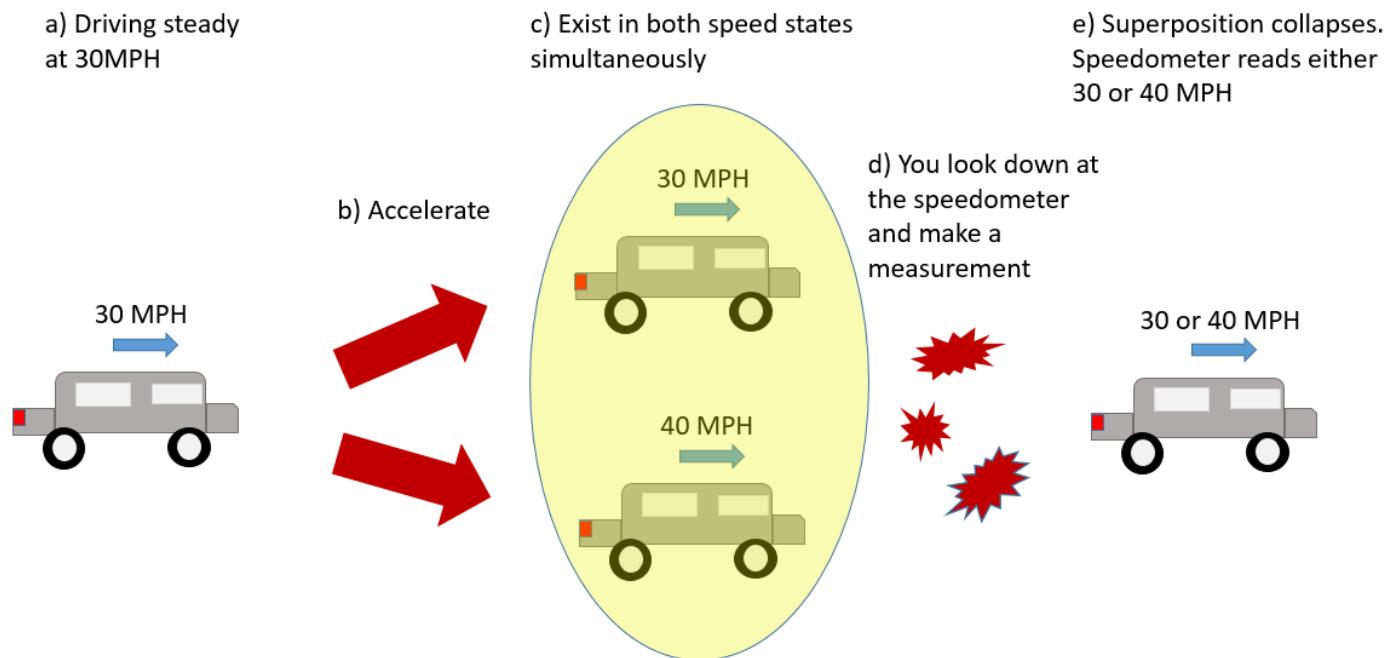 a) Driving steady
at 30MPH
30 MPH
b) Accelerate
c) Exist in both speed states
simultaneously
30 MPH
40 MPH
d) You look down at
the speedometer
and make a
measurement
e) Superposition collapses.
Speedometer reads either
30 or 40 MPH
30 or 40 MPH